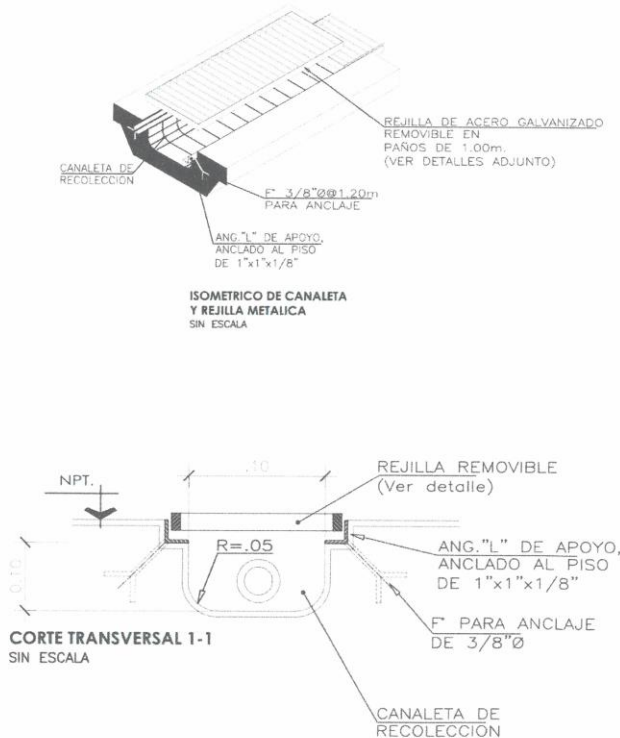 REJILLA DE ACERO GALVANIZADO
REMOVIBLE EN
PAÑOS DE 1.00m.
(VER DETALLES ADJUNTO)
CANALETA DE
RECOLECCION
F° 3/8"Ø@1.20m
PARA ANCLAJE
ANG."L" DE APOYO,
ANCLADO AL PISO
DE 1"x1"x1/8"
ISOMETRICO DE CANALETA
Y REJILLA METALICA
SIN ESCALA
.10
NPT.
REJILLA REMOVIBLE
(Ver detalle)
R=.05
0.10
ANG."L" DE APOYO,
ANCLADO AL PISO
DE 1"x1"x1/8"
F° PARA ANCLAJE
DE 3/8"Ø
CORTE TRANSVERSAL 1-1
SIN ESCALA
CANALETA DE
RECOLECCIÓN